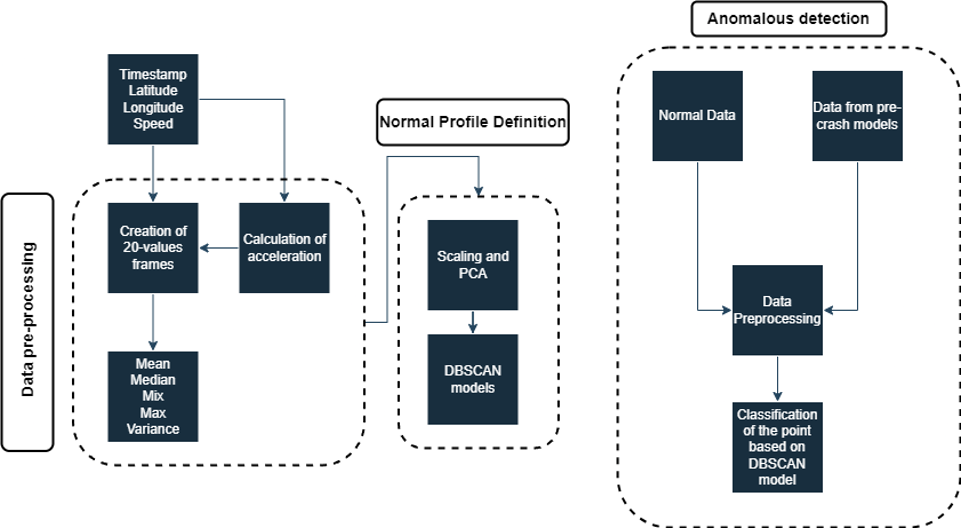 Anomalous detection
Timestamp
Latitude
Longitude
Speed
Normal Profile Definition
Normal Data
Data from pre-
crash models
Data pre-processing
Creation of
20-values
frames
Calculation of
acceleration
Scaling and
PCA
Data
Preprocessing
Mean
Median
Mix
Max
Variance
DBSCAN
models
Classification
of the point
based on
DBSCAN
model